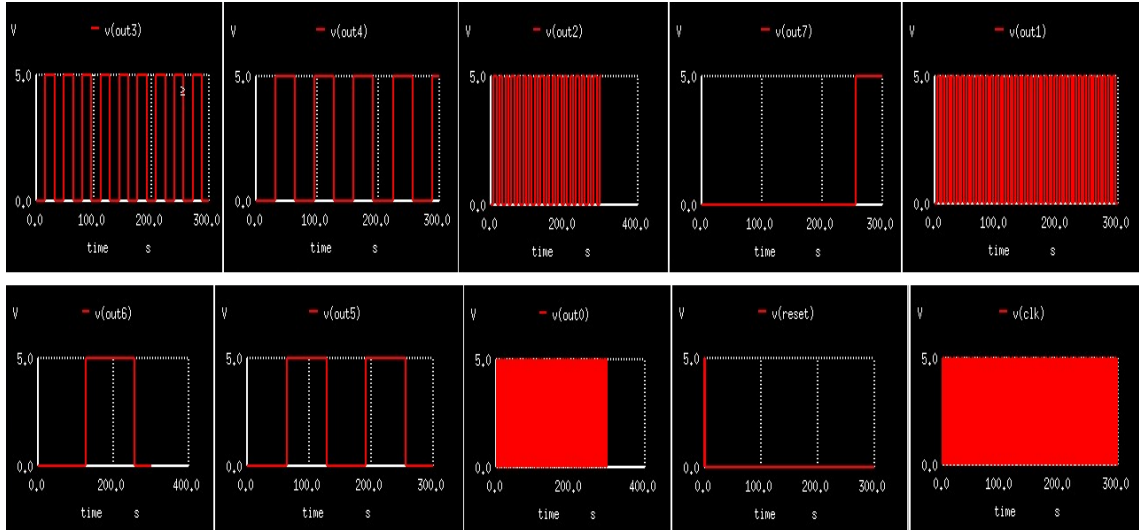 V v(out3)
5.0
0.0
0.0 100.0 200.0 300.0
time s
V v(out4)
5.0
0.0
0.0 100.0 200.0 300.0
time s
V v(out2)
5.0
0.0
0.0 200.0 400.0
time s
V v(out7)
5.0
0.0
0.0 100.0 200.0 300.0
time s
V v(out1)
5.0
0.0
0.0 100.0 200.0 300.0
time s
V v(out6)
5.0
0.0
0.0 200.0 400.0
time s
V v(out5)
5.0
0.0
0.0 100.0 200.0 300.0
time s
V v(out0)
5.0
0.0
0.0 200.0 400.0
time s
V v(reset)
5.0
0.0
0.0 100.0 200.0 300.0
time s
V v(clk)
5.0
0.0
0.0 100.0 200.0 300.0
time s